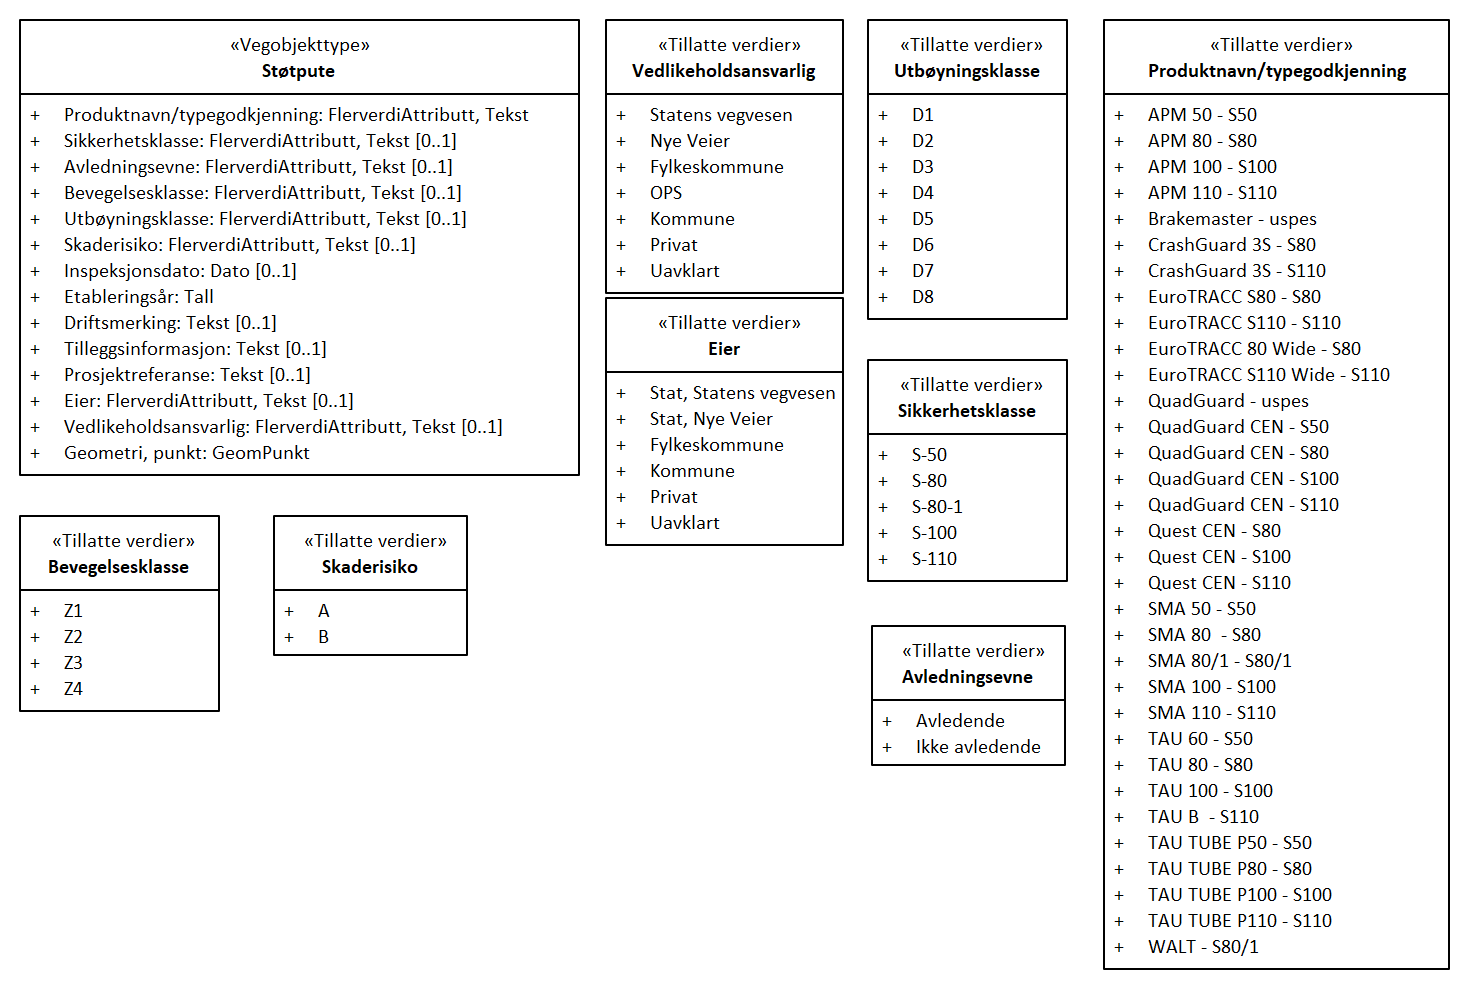 «Vegobjekttype»
Støtpute
+ Produktnavn/typegodkjenning: FlerverdiAttributt, Tekst
+ Sikkerhetsklasse: FlerverdiAttributt, Tekst [0..1]
+ Avledningsevne: FlerverdiAttributt, Tekst [0..1]
+ Bevegelsesklasse: FlerverdiAttributt, Tekst [0..1]
+ Utbøyningsklasse: FlerverdiAttributt, Tekst [0..1]
+ Skaderisiko: FlerverdiAttributt, Tekst [0..1]
+ Inspeksjonsdato: Dato [0..1]
+ Etableringsår: Tall
+ Driftsmerking: Tekst [0..1]
+ Tilleggsinformasjon: Tekst [0..1]
+ Prosjektreferanse: Tekst [0..1]
+ Eier: FlerverdiAttributt, Tekst [0..1]
+ Vedlikeholdsansvarlig: FlerverdiAttributt, Tekst [0..1]
+ Geometri, punkt: GeomPunkt
«Tillatte verdier»
Bevegelsesklasse
+ Z1
+ Z2
+ Z3
+ Z4
«Tillatte verdier»
Skaderisiko
+ A
+ B
«Tillatte verdier»
Vedlikeholdsansvarlig
+ Statens vegvesen
+ Nye Veier
+ Fylkeskommune
+ OPS
+ Kommune
+ Privat
+ Uavklart
«Tillatte verdier»
Eier
+ Stat, Statens vegvesen
+ Stat, Nye Veier
+ Fylkeskommune
+ Kommune
+ Privat
+ Uavklart
«Tillatte verdier»
Utbøyningsklasse
+ D1
+ D2
+ D3
+ D4
+ D5
+ D6
+ D7
+ D8
«Tillatte verdier»
Sikkerhetsklasse
+ S-50
+ S-80
+ S-80-1
+ S-100
+ S-110
«Tillatte verdier»
Avledningsevne
+ Avledende
+ Ikke avledende
«Tillatte verdier»
Produktnavn/typegodkjenning
+ APM 50 - S50
+ APM 80 - S80
+ APM 100 - S100
+ APM 110 - S110
+ Brakemaster - uspes
+ CrashGuard 3S - S80
+ CrashGuard 3S - S110
+ EuroTRACC S80 - S80
+ EuroTRACC S110 - S110
+ EuroTRACC 80 Wide - S80
+ EuroTRACC S110 Wide - S110
+ QuadGuard - uspes
+ QuadGuard CEN - S50
+ QuadGuard CEN - S80
+ QuadGuard CEN - S100
+ QuadGuard CEN - S110
+ Quest CEN - S80
+ Quest CEN - S100
+ Quest CEN - S110
+ SMA 50 - S50
+ SMA 80  - S80
+ SMA 80/1 - S80/1
+ SMA 100 - S100
+ SMA 110 - S110
+ TAU 60 - S50
+ TAU 80 - S80
+ TAU 100 - S100
+ TAU B  - S110
+ TAU TUBE P50 - S50
+ TAU TUBE P80 - S80
+ TAU TUBE P100 - S100
+ TAU TUBE P110 - S110
+ WALT - S80/1